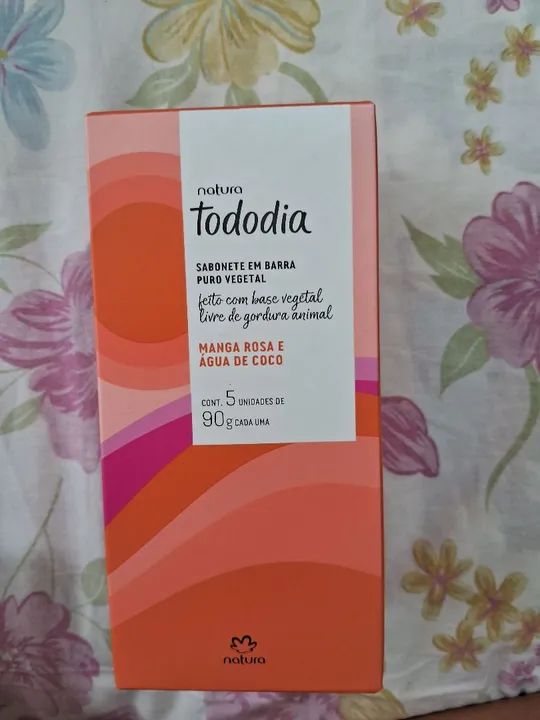 natura
Tododia
SABONETE EM BARRA
PURO VEGETAL
feito com base vegetal
livre de gordura animal
MANGA ROSA E
ÁGUA DE COCO
CONT. 5 UNIDADES DE
90g CADA UMA
natura